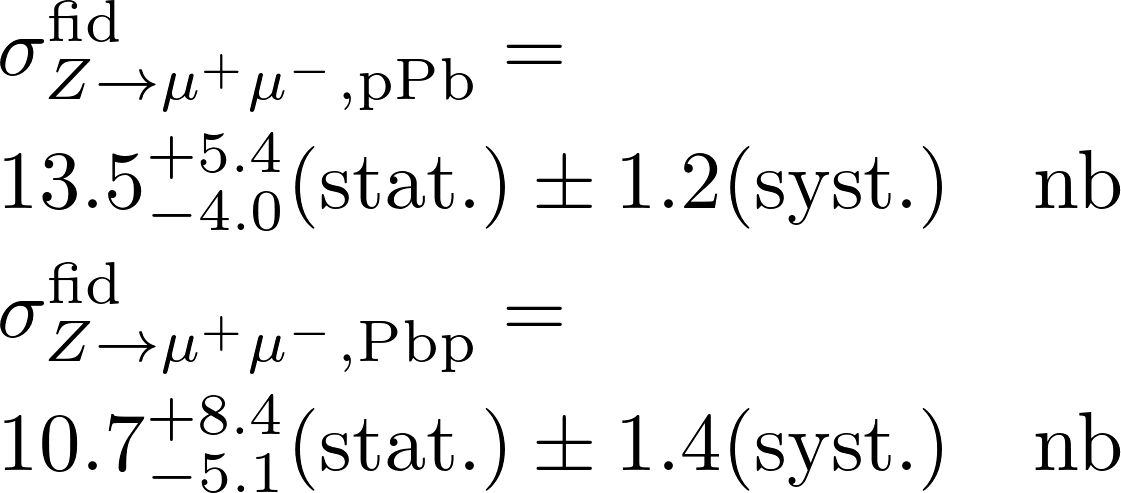 σ^{fid}_{Z→μ⁺μ⁻,pPb} =
13.5^{+5.4}_{−4.0}(stat.) ± 1.2(syst.) nb
σ^{fid}_{Z→μ⁺μ⁻,Pbp} =
10.7^{+8.4}_{−5.1}(stat.) ± 1.4(syst.) nb